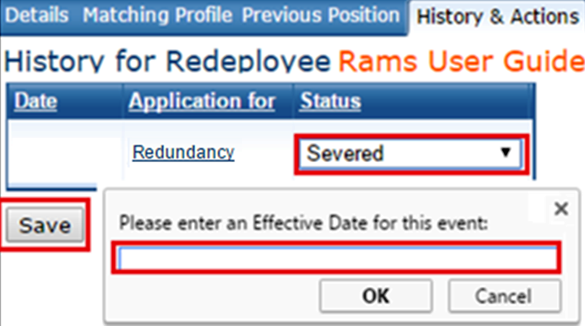 Details Matching Profile Previous Position History & Actions
History for Redeployee Rams User Guide
Date Application for Status
Redundancy Severed
Save
Please enter an Effective Date for this event:
OK Cancel